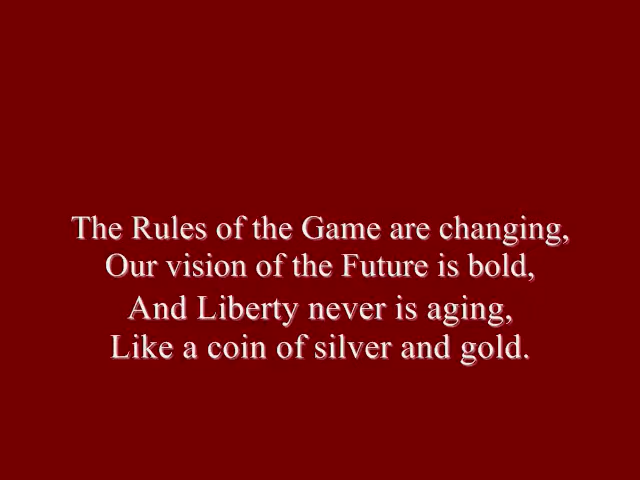 The Rules of the Game are changing,
Our vision of the Future is bold,
And Liberty never is aging,
Like a coin of silver and gold.